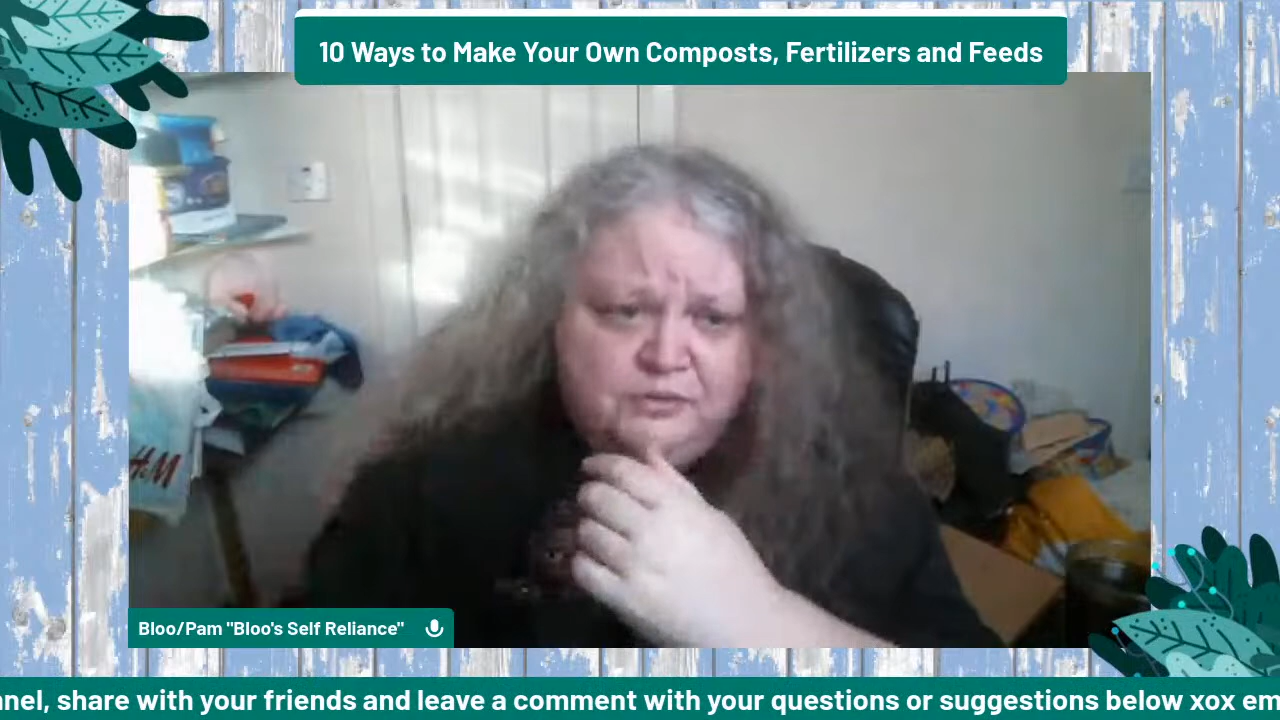 10 Ways to Make Your Own Composts, Fertilizers and Feeds
H&M
Bloo/Pam "Bloo's Self Reliance"
nnel, share with your friends and leave a comment with your questions or suggestions below xox em